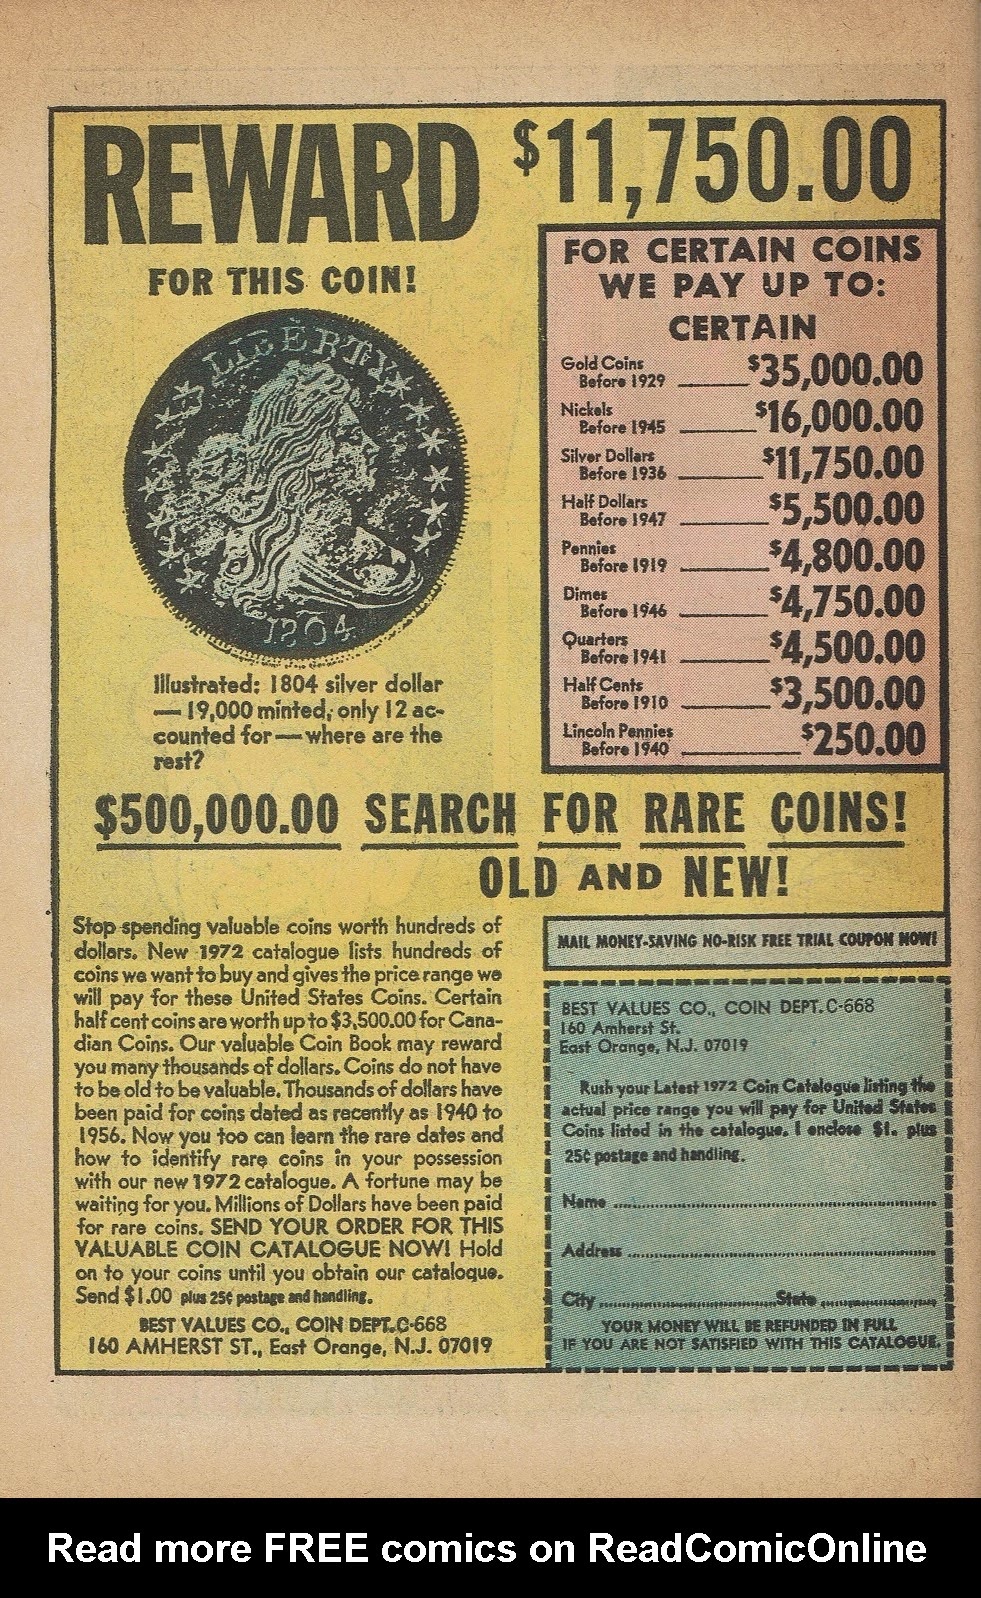 REWARD $11,750.00
FOR THIS COIN!
LIBERTY
1804
Illustrated: 1804 silver dollar
— 19,000 minted, only 12 ac-
counted for — where are the
rest?
FOR CERTAIN COINS
WE PAY UP TO:
CERTAIN
Gold Coins
Before 1929 $35,000.00
Nickels
Before 1945 $16,000.00
Silver Dollars
Before 1936 $11,750.00
Half Dollars
Before 1947 $5,500.00
Pennies
Before 1919 $4,800.00
Dimes
Before 1946 $4,750.00
Quarters
Before 1941 $4,500.00
Half Cents
Before 1910 $3,500.00
Lincoln Pennies
Before 1940 $250.00
$500,000.00 SEARCH FOR RARE COINS!
OLD AND NEW!
Stop spending valuable coins worth hundreds of
dollars. New 1972 catalogue lists hundreds of
coins we want to buy and gives the price range we
will pay for these United States Coins. Certain
half cent coins are worth up to $3,500.00 for Cana-
dian Coins. Our valuable Coin Book may reward
you many thousands of dollars. Coins do not have
to be old to be valuable. Thousands of dollars have
been paid for coins dated as recently as 1940 to
1956. Now you too can learn the rare dates and
how to identify rare coins in your possession
with our new 1972 catalogue. A fortune may be
waiting for you. Millions of Dollars have been paid
for rare coins. SEND YOUR ORDER FOR THIS
VALUABLE COIN CATALOGUE NOW! Hold
on to your coins until you obtain our catalogue.
Send $1.00 plus 25¢ postage and handling.
BEST VALUES CO., COIN DEPT. C-668
160 AMHERST ST., East Orange, N.J. 07019
MAIL MONEY-SAVING NO-RISK FREE TRIAL COUPON NOW!
BEST VALUES CO., COIN DEPT. C-668
160 Amherst St.
East Orange, N.J. 07019
Rush your Latest 1972 Coin Catalogue listing the
actual price range you will pay for United States
Coins listed in the catalogue. I enclose $1. plus
25¢ postage and handling.
Name
Address
City State
YOUR MONEY WILL BE REFUNDED IN FULL
IF YOU ARE NOT SATISFIED WITH THIS CATALOGUE.
Read more FREE comics on ReadComicOnline